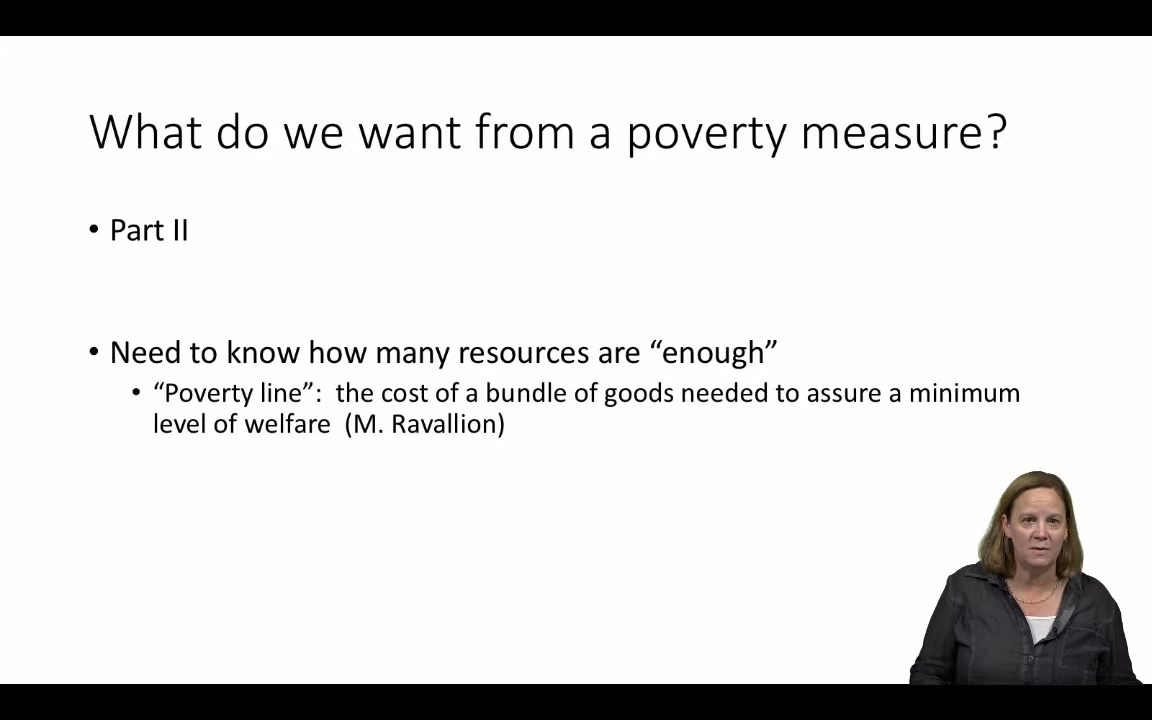 What do we want from a poverty measure?
• Part II
• Need to know how many resources are “enough”
• “Poverty line”:  the cost of a bundle of goods needed to assure a minimum
level of welfare  (M. Ravallion)